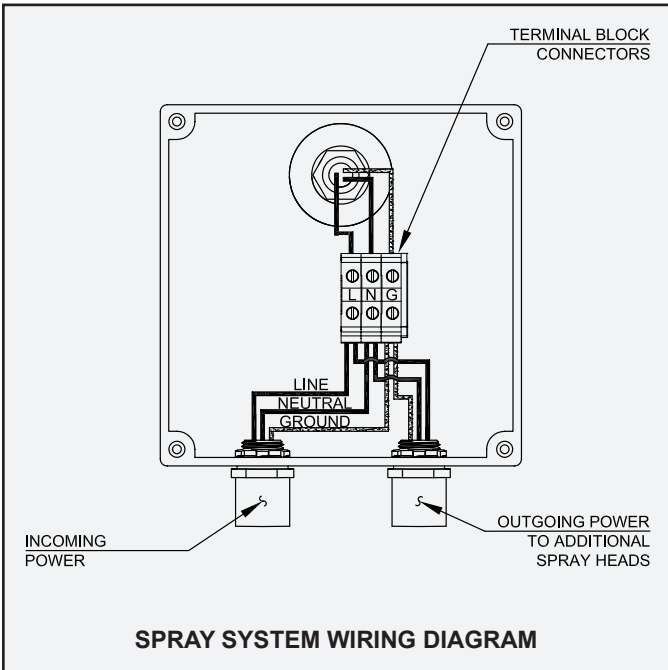 TERMINAL BLOCK
CONNECTORS
L N G
LINE
NEUTRAL
GROUND
INCOMING
POWER
OUTGOING POWER
TO ADDITIONAL
SPRAY HEADS
SPRAY SYSTEM WIRING DIAGRAM